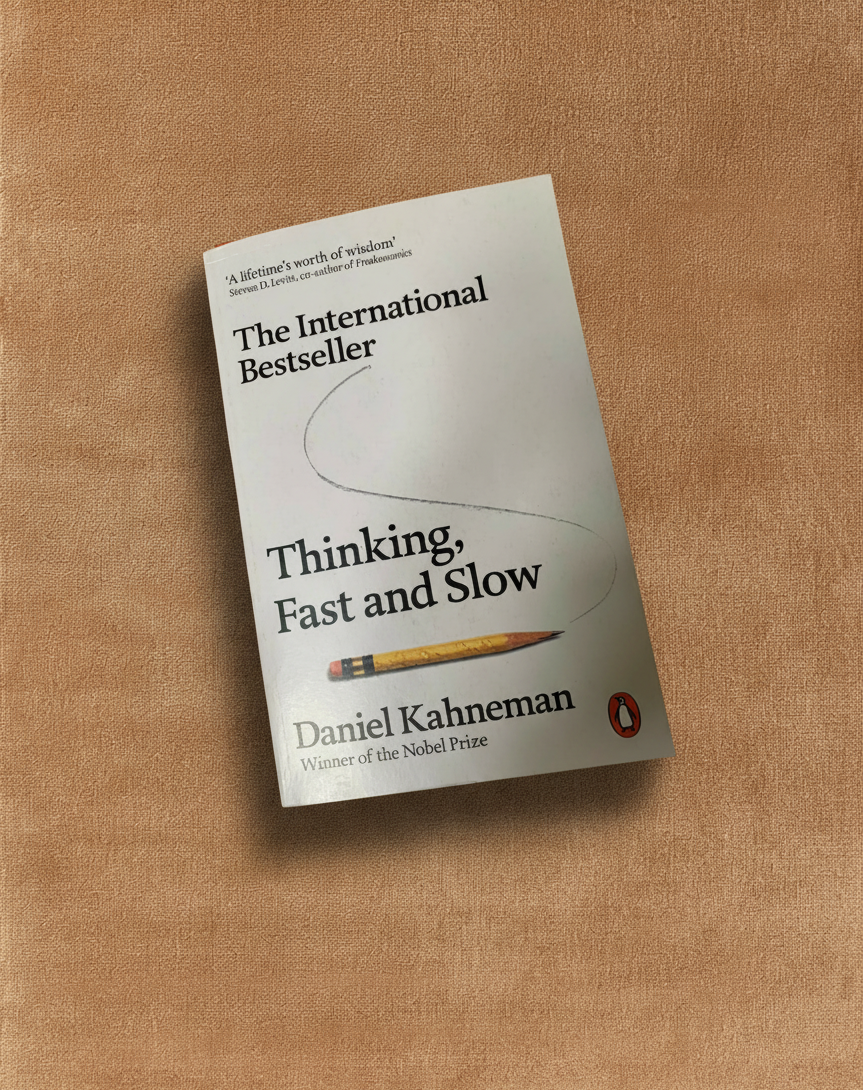 'A lifetime's worth of wisdom'
Steven D. Levitt, co-author of Freakonomics
The International
Bestseller
Thinking,
Fast and Slow
Daniel Kahneman
Winner of the Nobel Prize